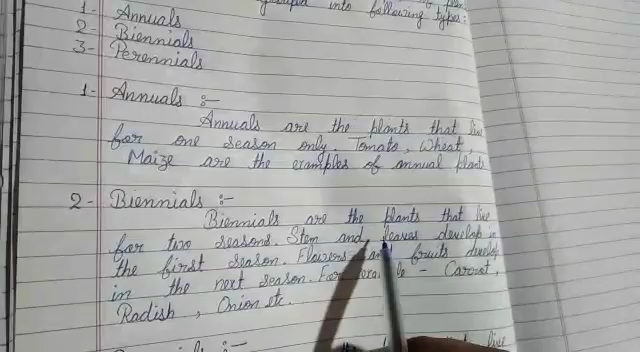 grouped into following types:
1- Annuals
2- Biennials
3- Perennials
1- Annuals :-
Annuals are the plants that live
for one season only. Tomato, Wheat,
Maize are the examples of annual plants
2- Biennials :-
Biennials are the plants that live
for two seasons. Stem and leaves develop in
the first season. Flowers and fruits develop
in the next season. For example - Carrot,
Radish, Onion etc.
live